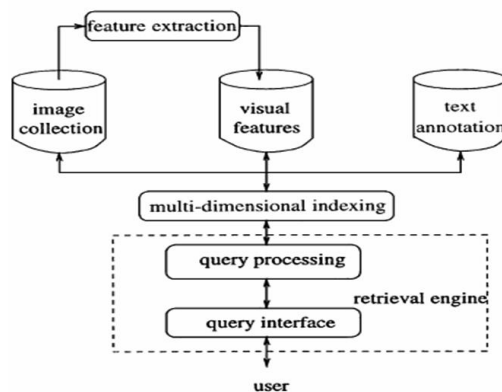 feature extraction
image
collection
visual
features
text
annotation
multi-dimensional indexing
query processing
retrieval engine
query interface
user